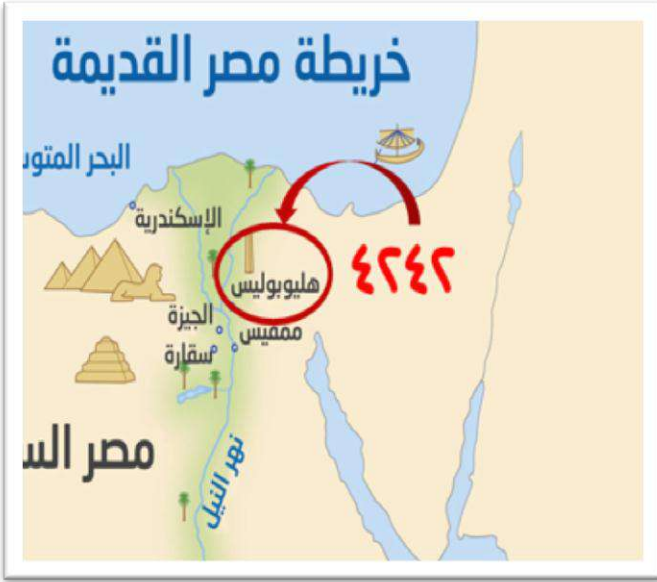 خريطة مصر القديمة
البحر المتوس
الإسكندرية
هليوبوليس
٤٢٤٢
الجيزة
ممفيس
سقارة
مصر الس
نهر النيل